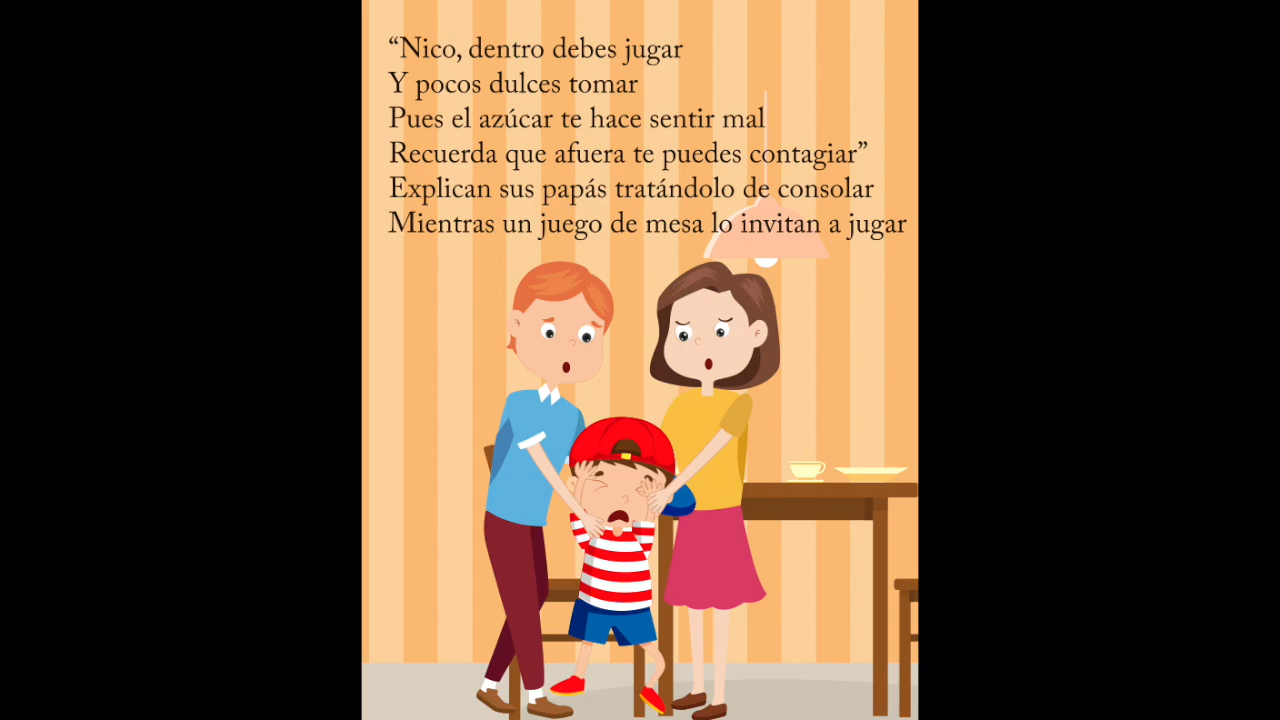 “Nico, dentro debes jugar
Y pocos dulces tomar
Pues el azúcar te hace sentir mal
Recuerda que afuera te puedes contagiar”
Explican sus papás tratándolo de consolar
Mientras un juego de mesa lo invitan a jugar